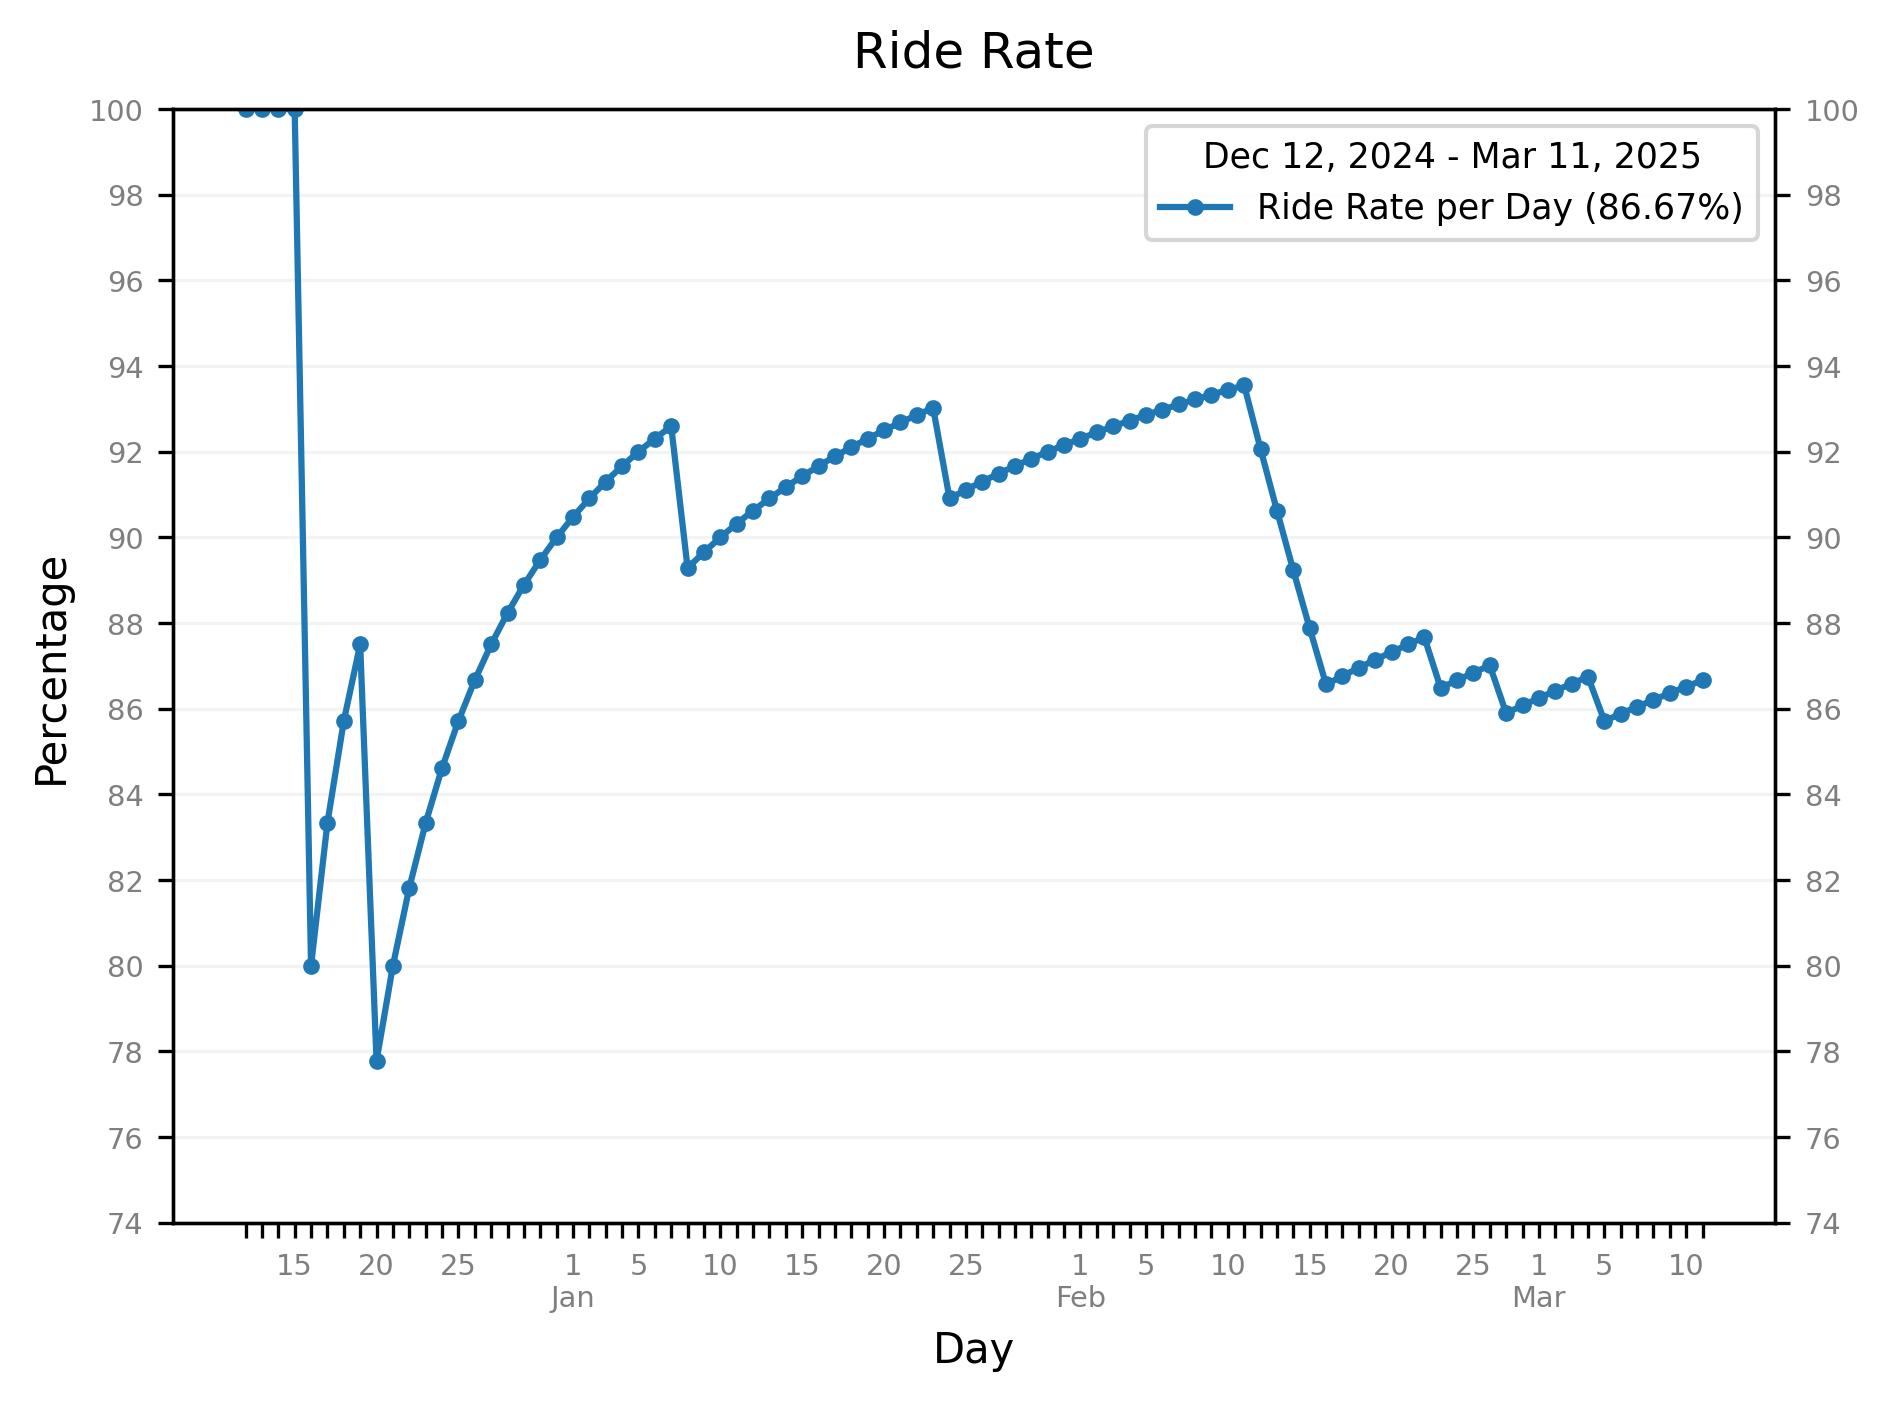 Ride Rate
Dec 12, 2024 - Mar 11, 2025
Ride Rate per Day (86.67%)
Percentage
100 100
98 98
96 96
94 94
92 92
90 90
88 88
86 86
84 84
82 82
80 80
78 78
76 76
74 74
15 20 25 1 5 10 15 20 25 1 5 10 15 20 25 1 5 10
Jan Feb Mar
Day